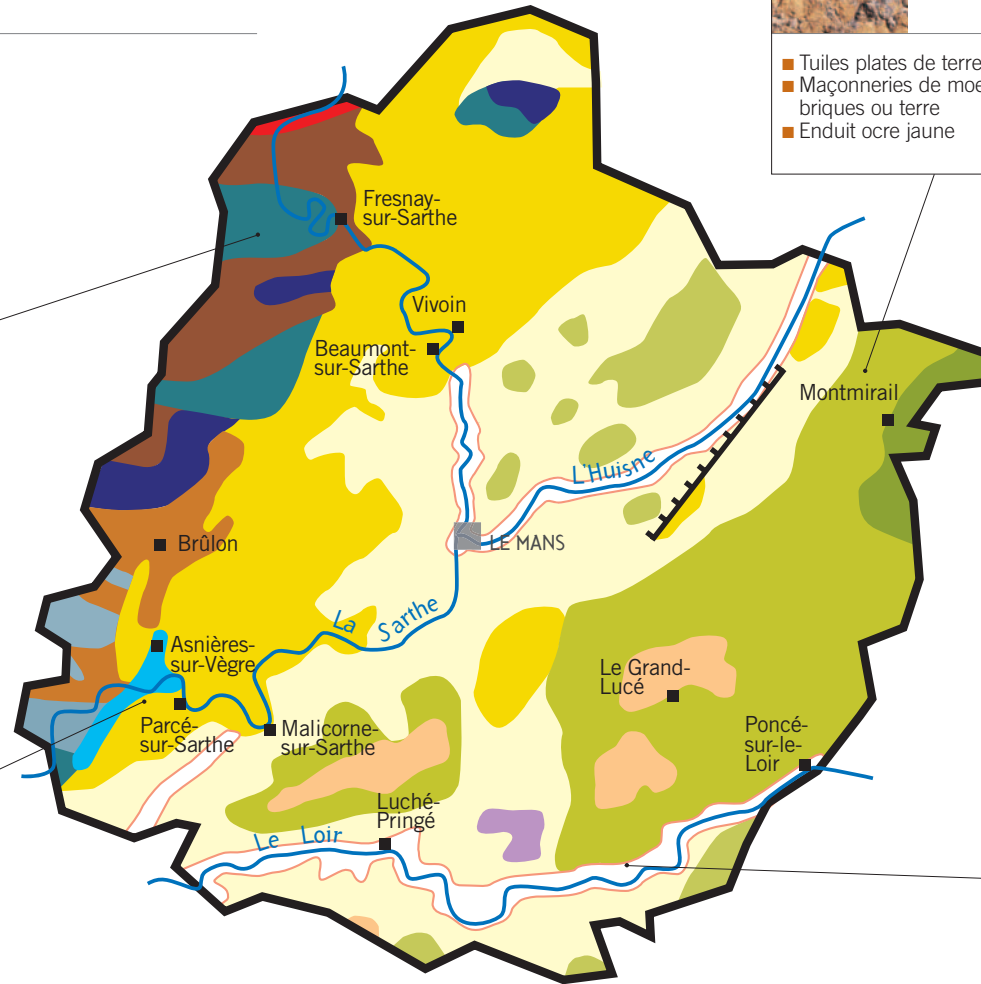 ■ Tuiles plates de terre
■ Maçonneries de moe
briques ou terre
■ Enduit ocre jaune
Fresnay-
sur-Sarthe
Vivoin
Beaumont-
sur-Sarthe
Montmirail
L'Huisne
Brûlon
LE MANS
La Sarthe
Asnières-
sur-Vègre
Le Grand-
Lucé
Parcé-
sur-Sarthe
Malicorne-
sur-Sarthe
Poncé-
sur-le-
Loir
Luché-
Pringé
Le Loir